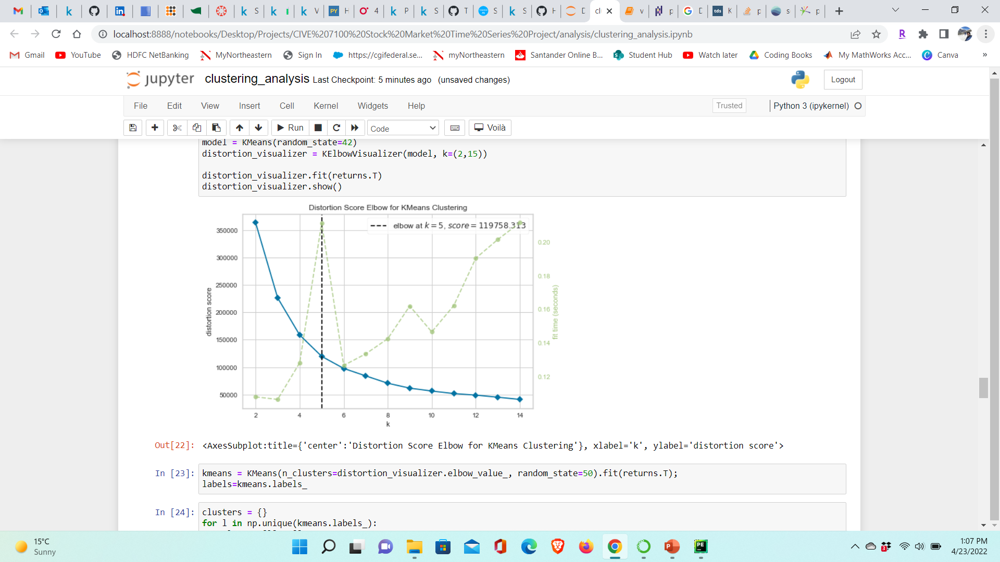 S
V
PY
H
4
P
S
T
S
S
H
D
cl
v
p
D
tds
K
p
s
p
localhost:8888/notebooks/Desktop/Projects/CIVE%207100%20Stock%20Market%20Time%20Series%20Project/analysis/clustering_analysis.ipynb
Gmail
YouTube
HDFC NetBanking
MyNortheastern
Sign In
https://cgifederal.se...
myNortheastern
Santander Online B...
Student Hub
Watch later
Coding Books
My MathWorks Acc...
Canva
»
jupyter
clustering_analysis Last Checkpoint: 5 minutes ago (unsaved changes)
Logout
File Edit View Insert Cell Kernel Widgets Help
Trusted
Python 3 (ipykernel)
Run
Code
Voilà
model = KMeans(random_state=42)
distortion_visualizer = KElbowVisualizer(model, k=(2,15))
distortion_visualizer.fit(returns.T)
distortion_visualizer.show()
Distortion Score Elbow for KMeans Clustering
elbow at k = 5, score = 119758.313
350000
300000
250000
200000
150000
100000
50000
distortion score
0.20
0.18
0.16
0.14
0.12
fit time (seconds)
2 4 6 8 10 12 14
k
Out[22]: <AxesSubplot:title={'center':'Distortion Score Elbow for KMeans Clustering'}, xlabel='k', ylabel='distortion score'>
In [23]: kmeans = KMeans(n_clusters=distortion_visualizer.elbow_value_, random_state=50).fit(returns.T);
labels=kmeans.labels_
In [24]: clusters = {}
for l in np.unique(kmeans.labels_):
15°C
Sunny
1:07 PM
4/23/2022